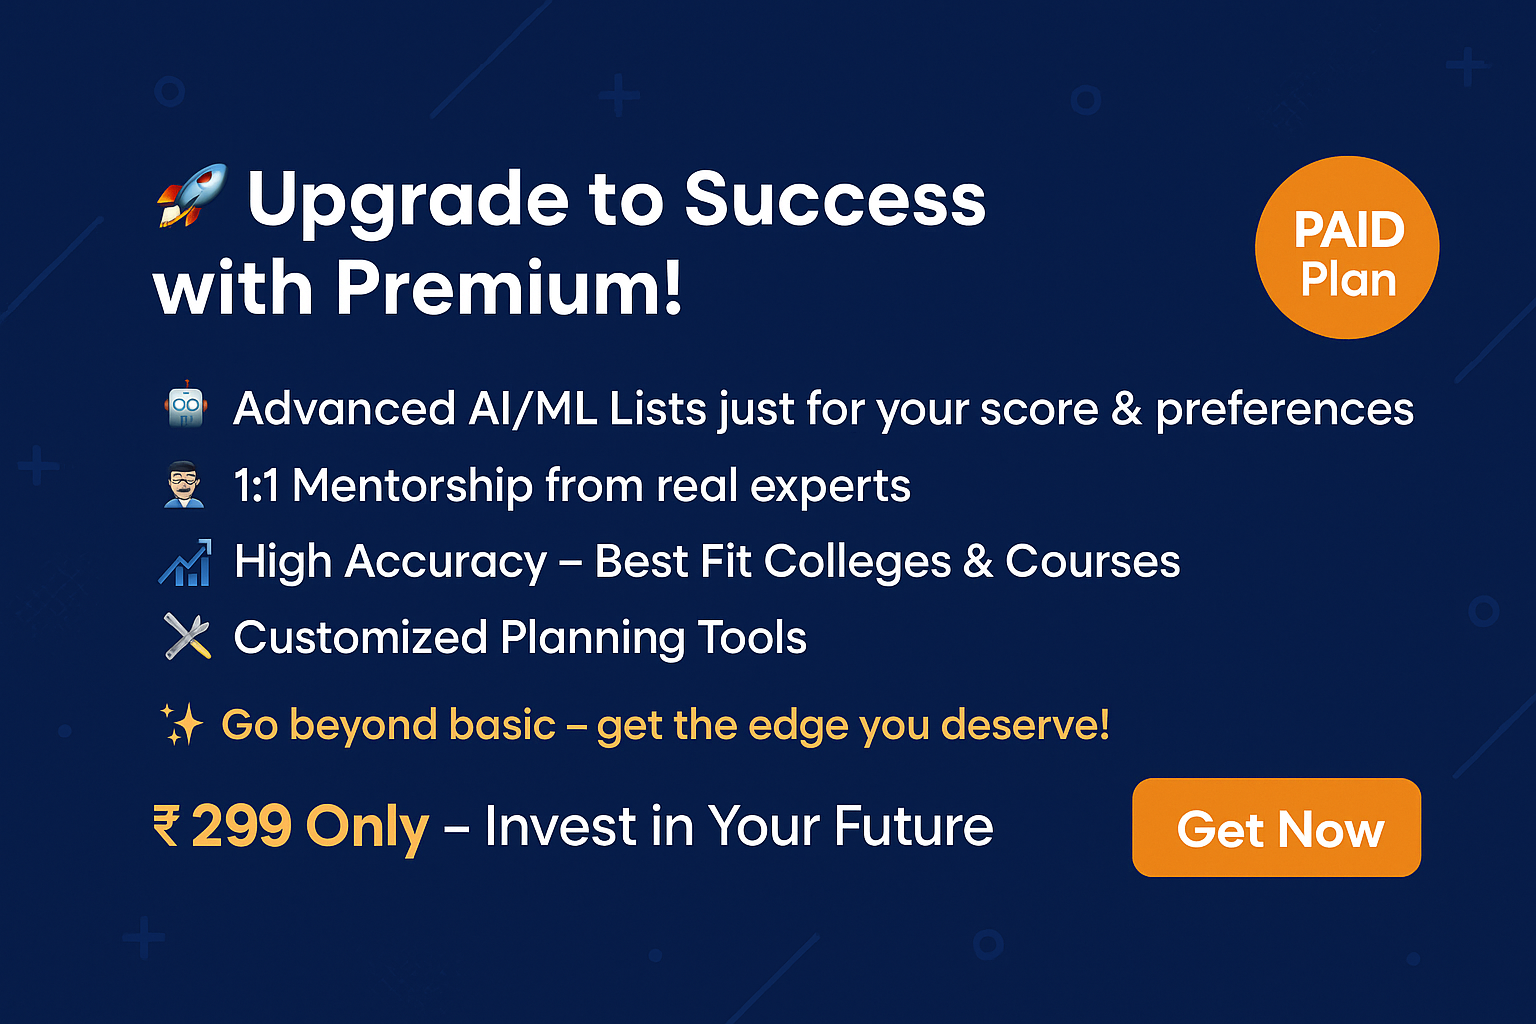 🚀 Upgrade to Success
with Premium!
PAID
Plan
Advanced AI/ML Lists just for your score & preferences
1:1 Mentorship from real experts
High Accuracy – Best Fit Colleges & Courses
Customized Planning Tools
✨ Go beyond basic – get the edge you deserve!
₹ 299 Only – Invest in Your Future
Get Now